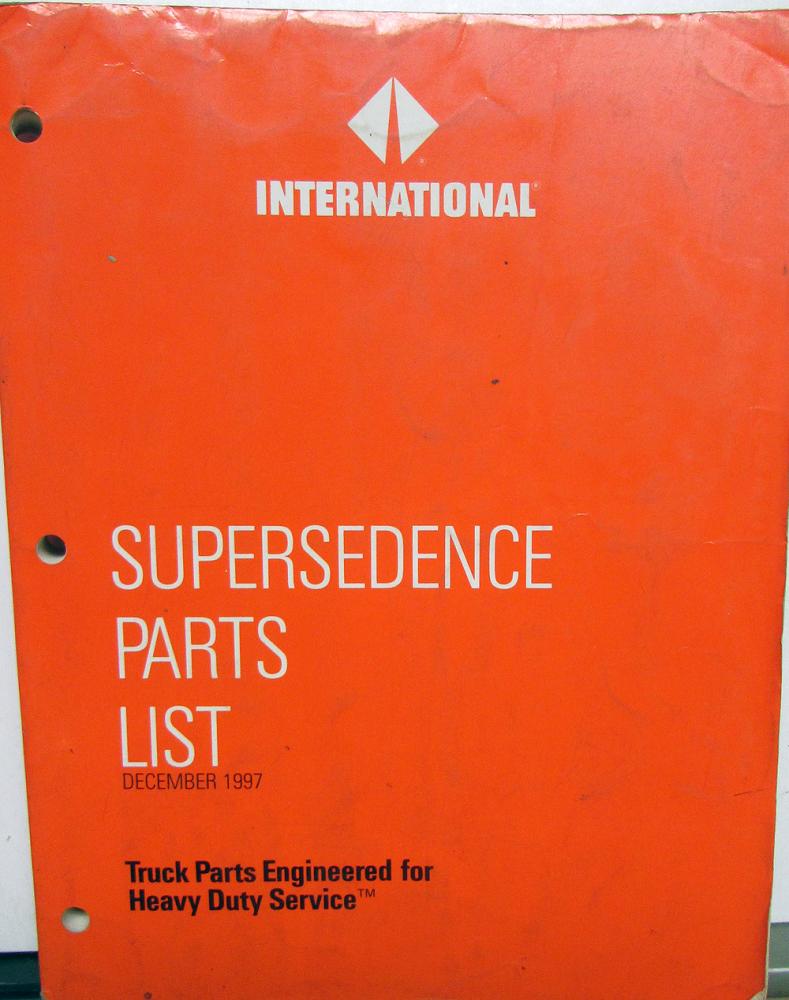 INTERNATIONAL®
SUPERSEDENCE
PARTS
LIST
DECEMBER 1997
Truck Parts Engineered for
Heavy Duty Service™